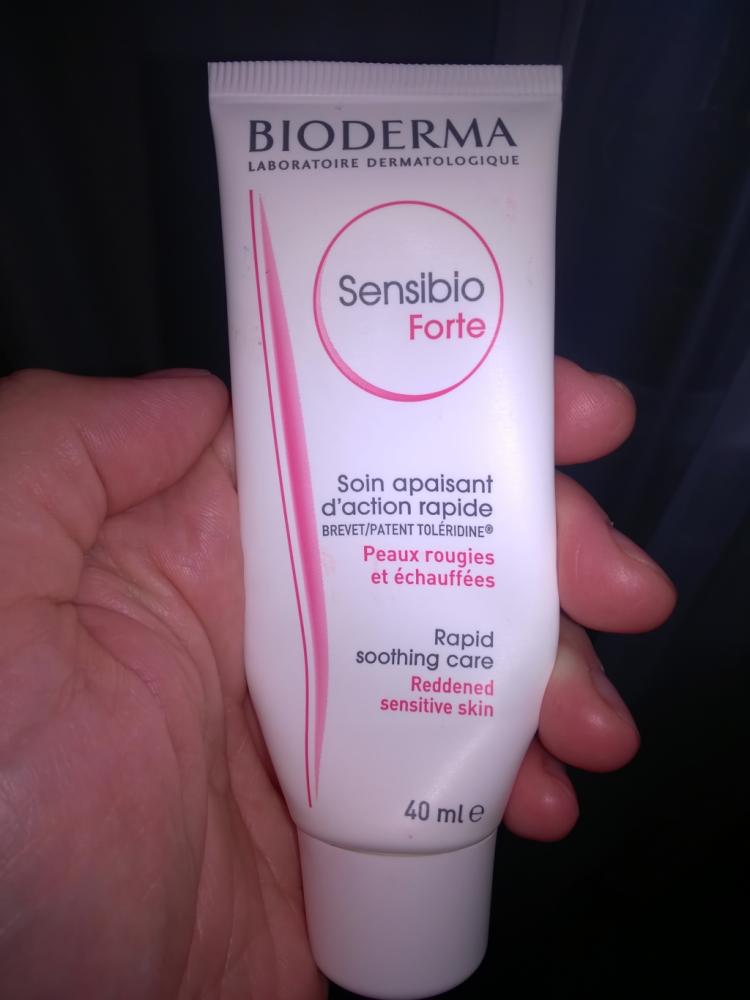 BIODERMA
LABORATOIRE DERMATOLOGIQUE
Sensibio
Forte
Soin apaisant
d'action rapide
BREVET/PATENT TOLÉRIDINE®
Peaux rougies
et échauffées
Rapid
soothing care
Reddened
sensitive skin
40 ml e